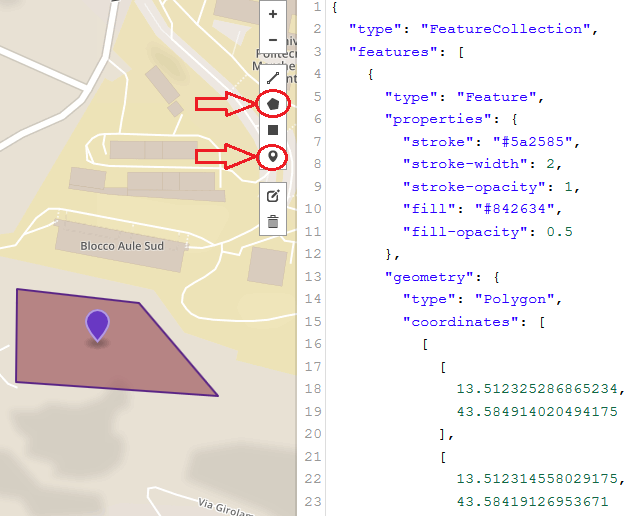 +
−
Blocco Aule Sud
1 {
2 "type": "FeatureCollection",
3 "features": [
4 {
5 "type": "Feature",
6 "properties": {
7 "stroke": "#5a2585",
8 "stroke-width": 2,
9 "stroke-opacity": 1,
10 "fill": "#842634",
11 "fill-opacity": 0.5
12 },
13 "geometry": {
14 "type": "Polygon",
15 "coordinates": [
16 [
17 [
18 13.512325286865234,
19 43.584914020494175
20 ],
21 [
22 13.512314558029175,
23 43.58419126953671
Via Girolam